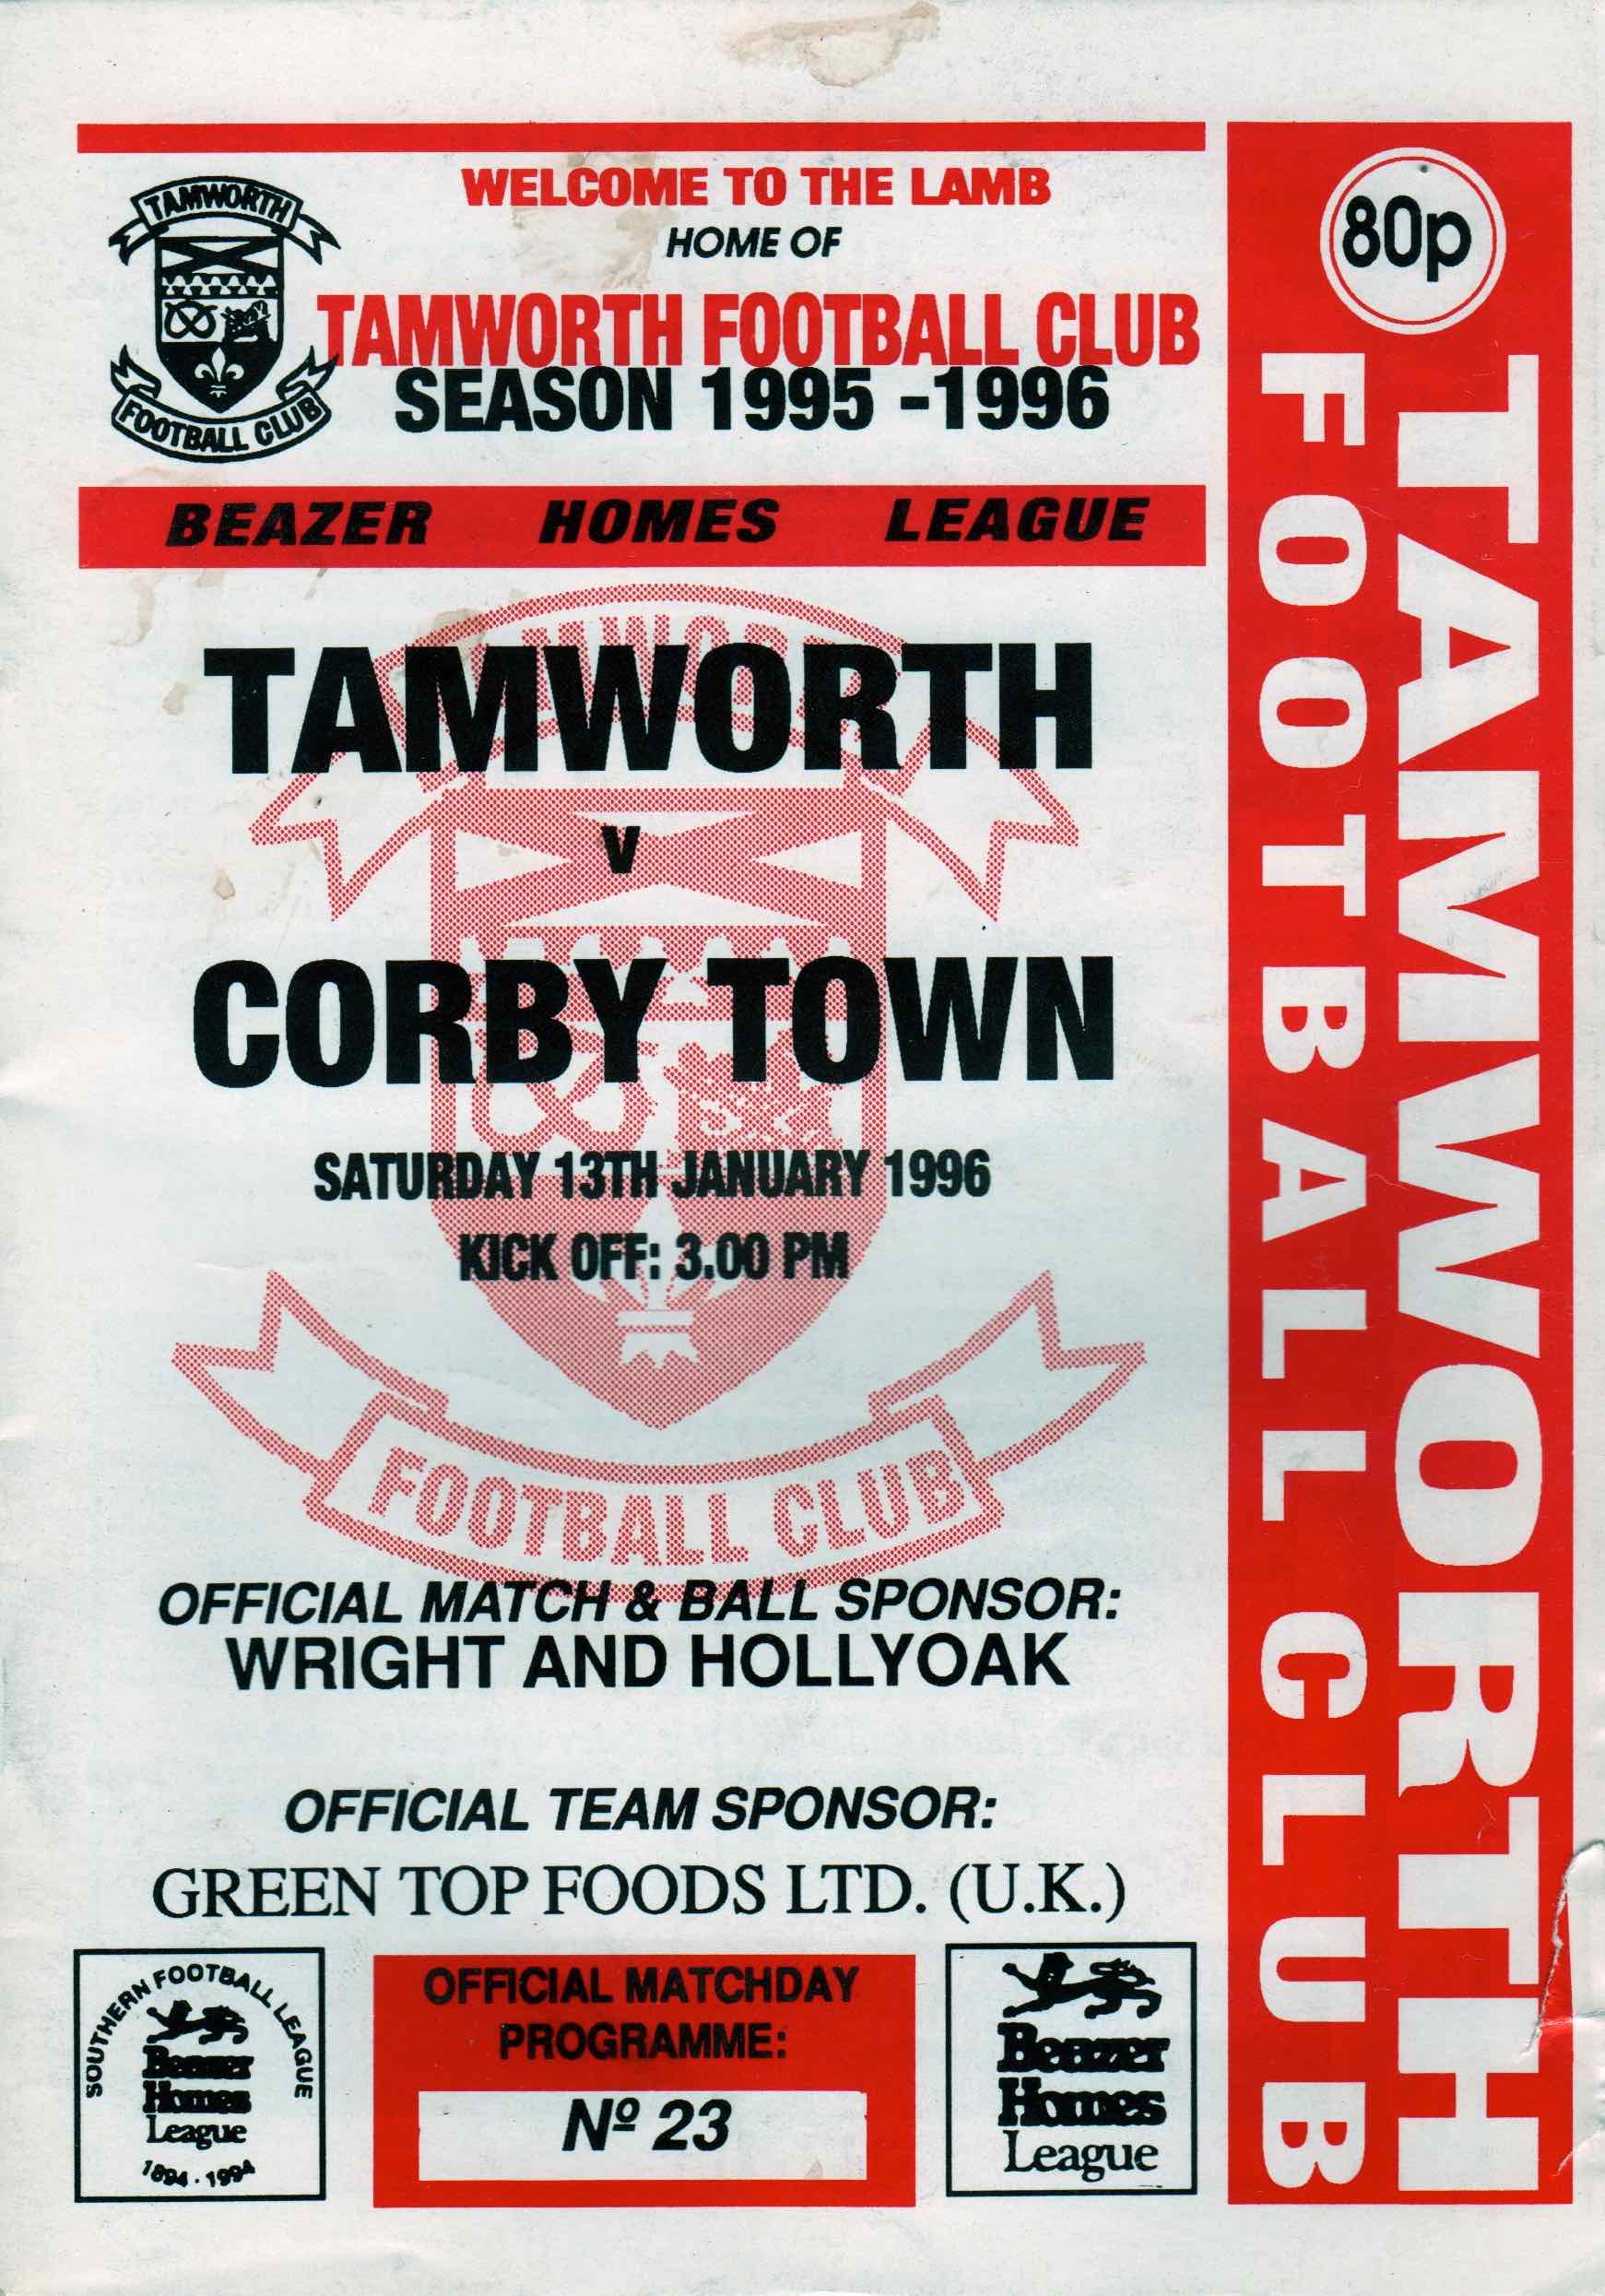 WELCOME TO THE LAMB
HOME OF
TAMWORTH FOOTBALL CLUB
SEASON 1995 -1996
TAMWORTH
FOOTBALL CLUB
80p
BEAZER HOMES LEAGUE
TAMWORTH
TAMWORTH
v
CORBY TOWN
SATURDAY 13TH JANUARY 1996
KICK OFF: 3.00 PM
FOOTBALL CLUB
OFFICIAL MATCH & BALL SPONSOR:
WRIGHT AND HOLLYOAK
OFFICIAL TEAM SPONSOR:
GREEN TOP FOODS LTD. (U.K.)
SOUTHERN FOOTBALL LEAGUE
Beazer
Homes
League
1894 - 1994
OFFICIAL MATCHDAY
PROGRAMME:
Nº 23
Beazer
Homes
League
TAMWORTH
FOOTBALL CLUB